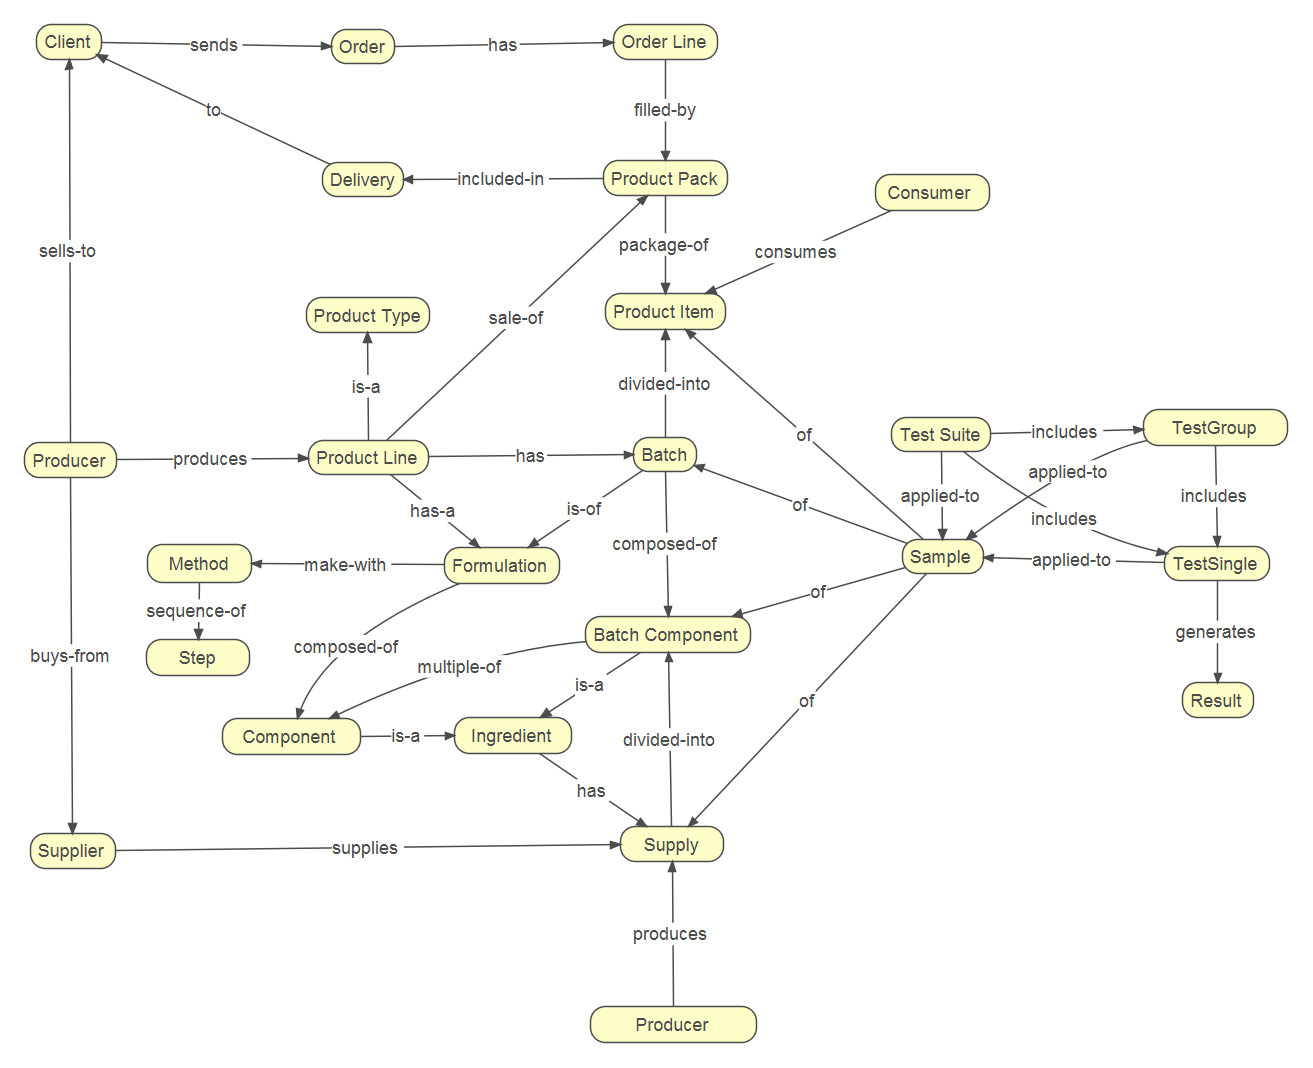 Client
sends
Order
has
Order Line
to
filled-by
Delivery
included-in
Product Pack
Consumer
sells-to
package-of
consumes
Product Type
sale-of
Product Item
is-a
divided-into
Producer
produces
Product Line
has
Batch
of
Test Suite
includes
TestGroup
has-a
is-of
of
applied-to
applied-to
includes
includes
Method
make-with
Formulation
composed-of
Sample
applied-to
TestSingle
sequence-of
of
Step
buys-from
composed-of
multiple-of
Batch Component
generates
is-a
of
Result
Component
is-a
Ingredient
divided-into
has
Supplier
supplies
Supply
produces
Producer